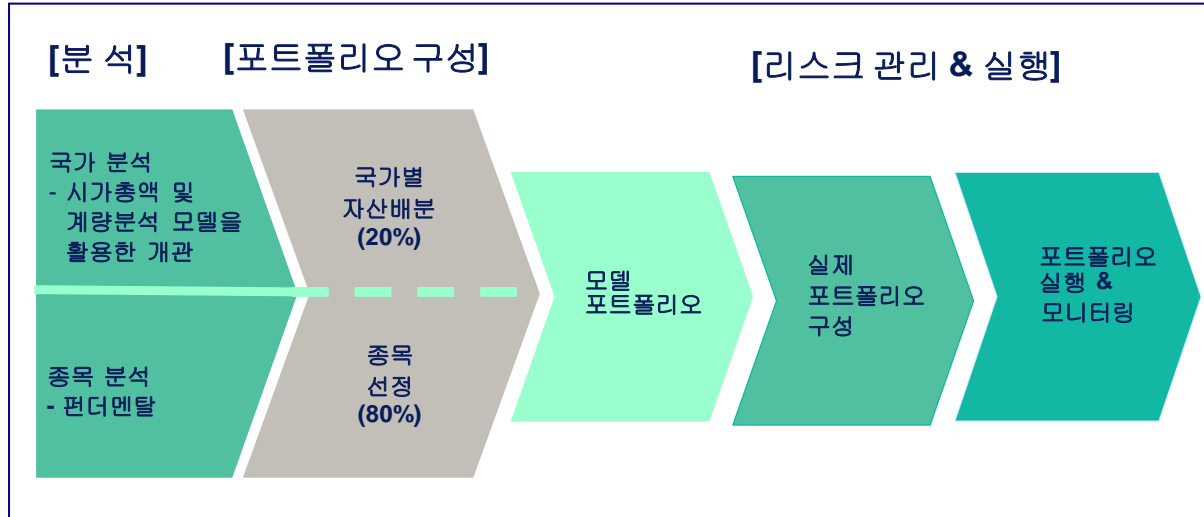 [분 석]
[포트폴리오 구성]
[리스크 관리 & 실행]
국가 분석
- 시가총액 및
계량분석 모델을
활용한 개관
종목 분석
- 펀더멘탈
국가별
자산배분
(20%)
종목
선정
(80%)
모델
포트폴리오
실제
포트폴리오
구성
포트폴리오
실행 &
모니터링